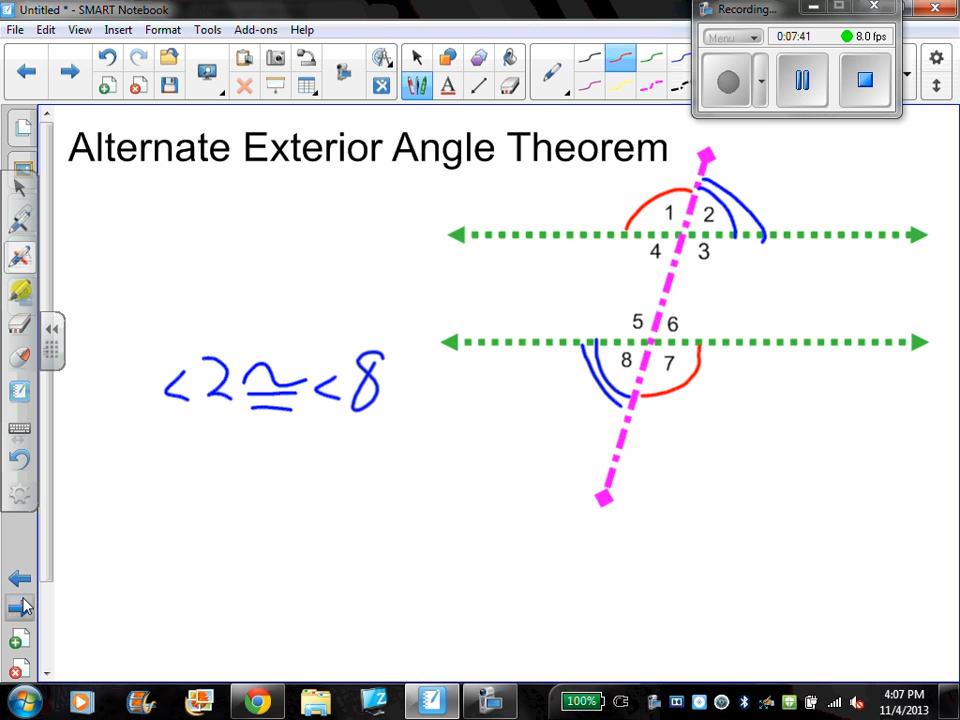 Untitled * - SMART Notebook
Recording...
File Edit View Insert Format Tools Add-ons Help
Menu 0:07:41 8.0 fps
Alternate Exterior Angle Theorem
1 2
4 3
5 6
8 7
<2≅<8
100%
4:07 PM
11/4/2013